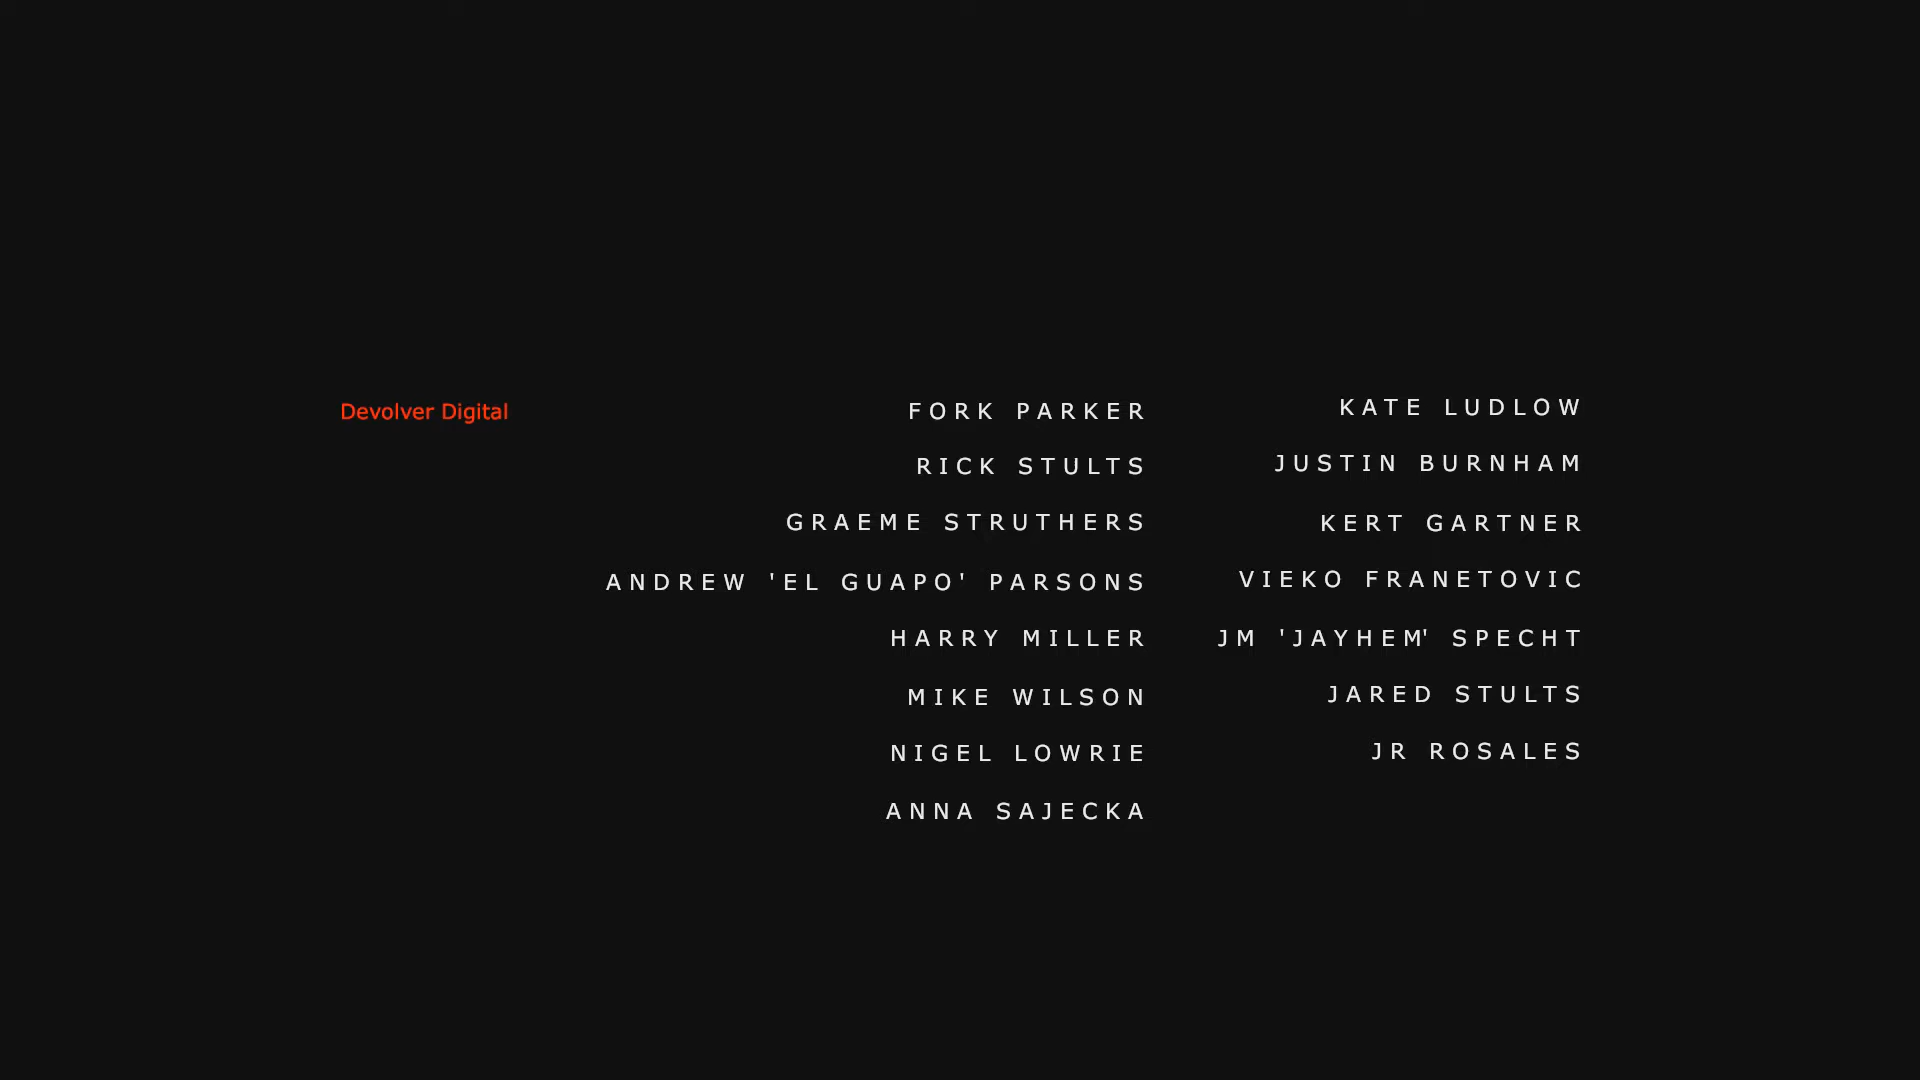 Devolver Digital
FORK PARKER
RICK STULTS
GRAEME STRUTHERS
ANDREW 'EL GUAPO' PARSONS
HARRY MILLER
MIKE WILSON
NIGEL LOWRIE
ANNA SAJECKA
KATE LUDLOW
JUSTIN BURNHAM
KERT GARTNER
VIEKO FRANETOVIC
JM 'JAYHEM' SPECHT
JARED STULTS
JR ROSALES